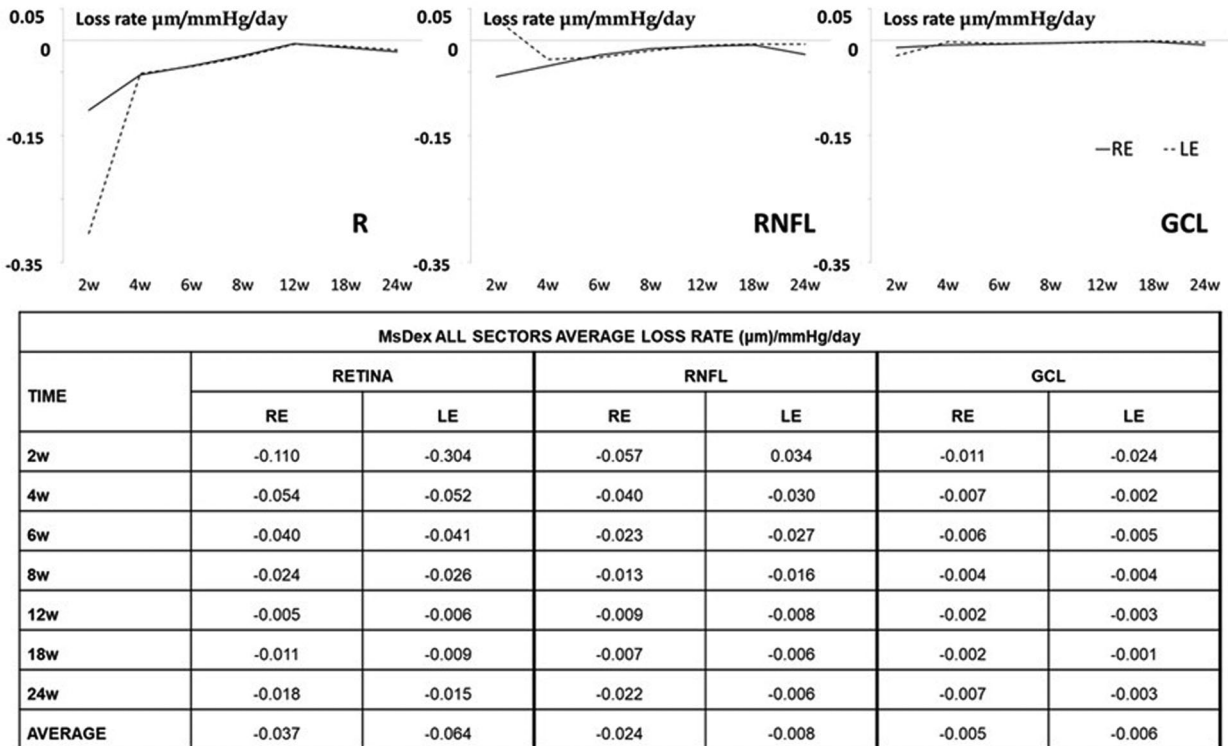 0.05 Loss rate µm/mmHg/day 0.05 Loss rate µm/mmHg/day 0.05 Loss rate µm/mmHg/day
0 0 0
-0.15 -0.15 -0.15
RE LE
R RNFL GCL
-0.35 -0.35 -0.35
2w 4w 6w 8w 12w 18w 24w 2w 4w 6w 8w 12w 18w 24w 2w 4w 6w 8w 12w 18w 24w
MsDex ALL SECTORS AVERAGE LOSS RATE (µm)/mmHg/day
TIME RETINA RNFL GCL
RE LE RE LE RE LE
2w -0.110 -0.304 -0.057 0.034 -0.011 -0.024
4w -0.054 -0.052 -0.040 -0.030 -0.007 -0.002
6w -0.040 -0.041 -0.023 -0.027 -0.006 -0.005
8w -0.024 -0.026 -0.013 -0.016 -0.004 -0.004
12w -0.005 -0.006 -0.009 -0.008 -0.002 -0.003
18w -0.011 -0.009 -0.007 -0.006 -0.002 -0.001
24w -0.018 -0.015 -0.022 -0.006 -0.007 -0.003
AVERAGE -0.037 -0.064 -0.024 -0.008 -0.005 -0.006